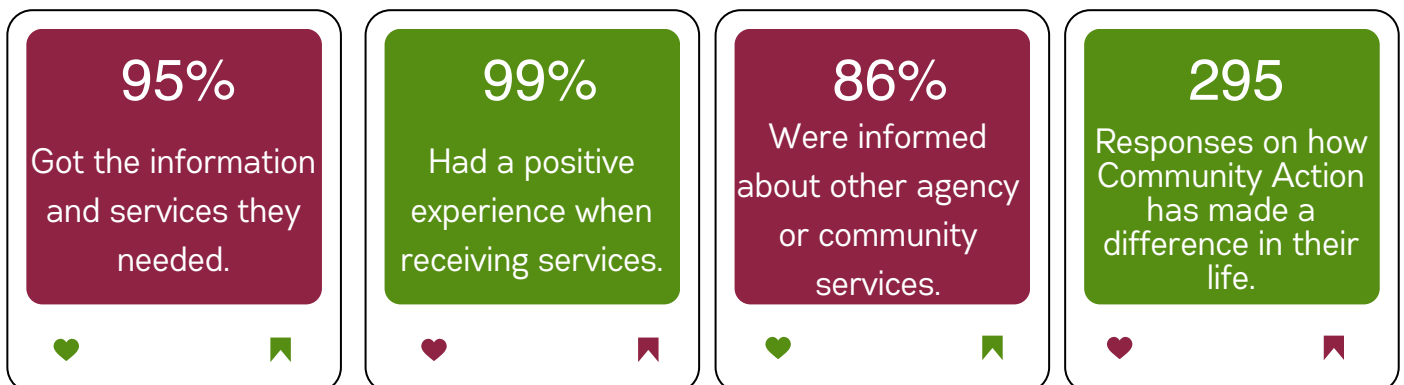 95%
Got the information
and services they
needed.
99%
Had a positive
experience when
receiving services.
86%
Were informed
about other agency
or community
services.
295
Responses on how
Community Action
has made a
difference in their
life.